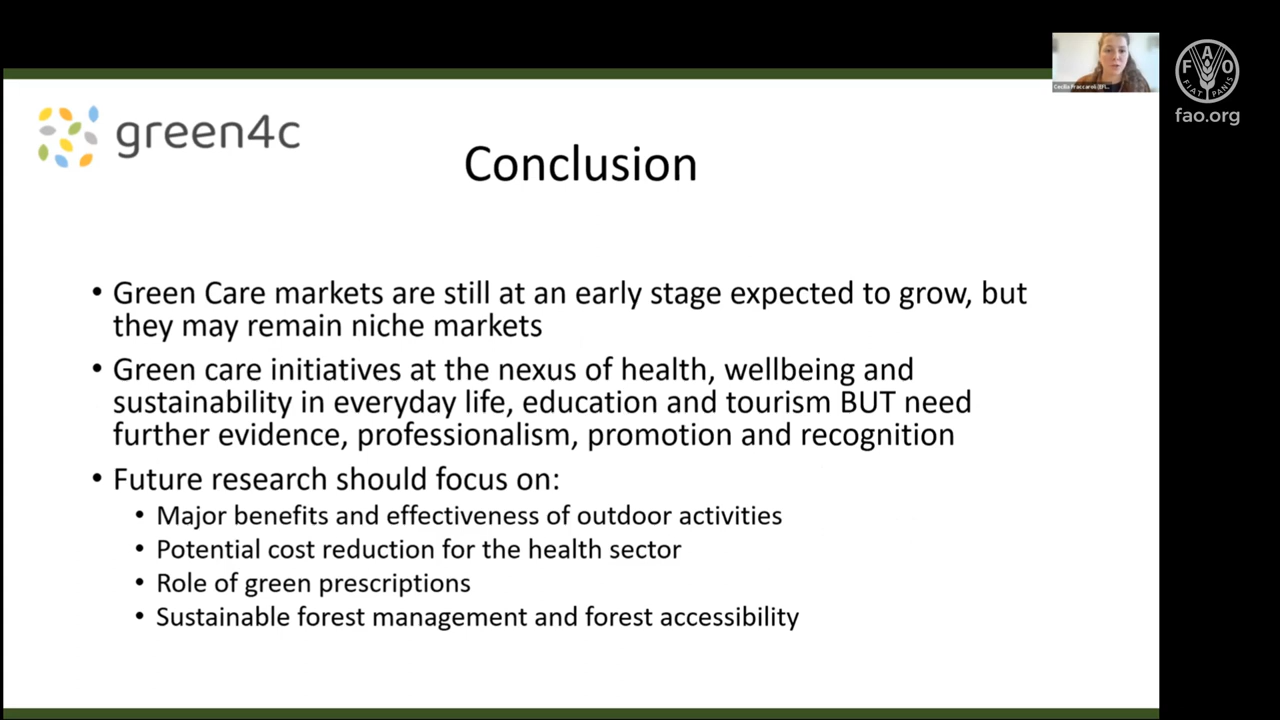 green4c
Conclusion
• Green Care markets are still at an early stage expected to grow, but
they may remain niche markets
• Green care initiatives at the nexus of health, wellbeing and
sustainability in everyday life, education and tourism BUT need
further evidence, professionalism, promotion and recognition
• Future research should focus on:
• Major benefits and effectiveness of outdoor activities
• Potential cost reduction for the health sector
• Role of green prescriptions
• Sustainable forest management and forest accessibility
Cecilia Fraccaroli
F A O
FIAT PANIS
fao.org